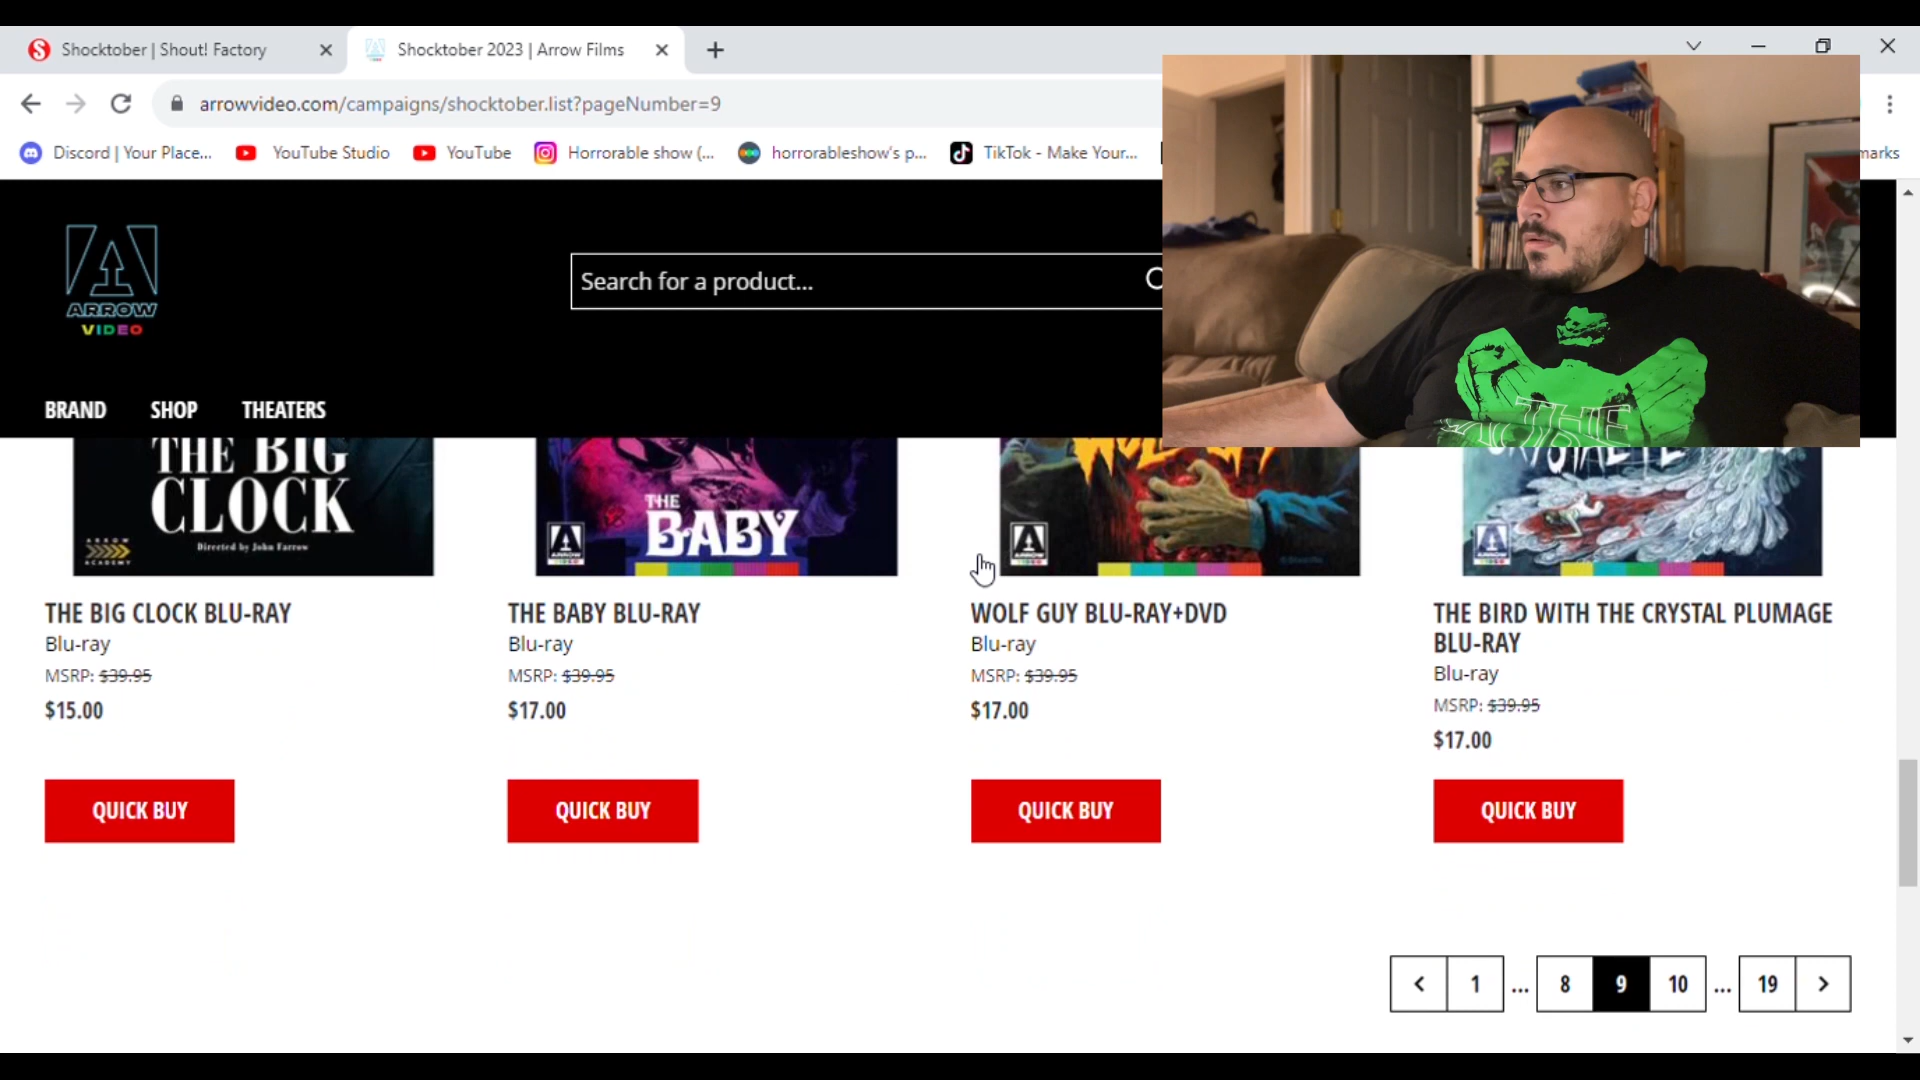 Shocktober | Shout! Factory
Shocktober 2023 | Arrow Films
arrowvideo.com/campaigns/shocktober.list?pageNumber=9
Discord | Your Place...
YouTube Studio
YouTube
Horrorable show (...
horrorableshow's p...
TikTok - Make Your...
marks
ARROW
VIDEO
Search for a product...
BRAND
SHOP
THEATERS
THE BIG
CLOCK
Directed by John Farrow
ARROW
ACADEMY
THE
BABY
THE
THE BIG CLOCK BLU-RAY
Blu-ray
MSRP: $39.95
$15.00
QUICK BUY
THE BABY BLU-RAY
Blu-ray
MSRP: $39.95
$17.00
QUICK BUY
WOLF GUY BLU-RAY+DVD
Blu-ray
MSRP: $39.95
$17.00
QUICK BUY
THE BIRD WITH THE CRYSTAL PLUMAGE
BLU-RAY
Blu-ray
MSRP: $39.95
$17.00
QUICK BUY
< 1 ... 8 9 10 ... 19 >